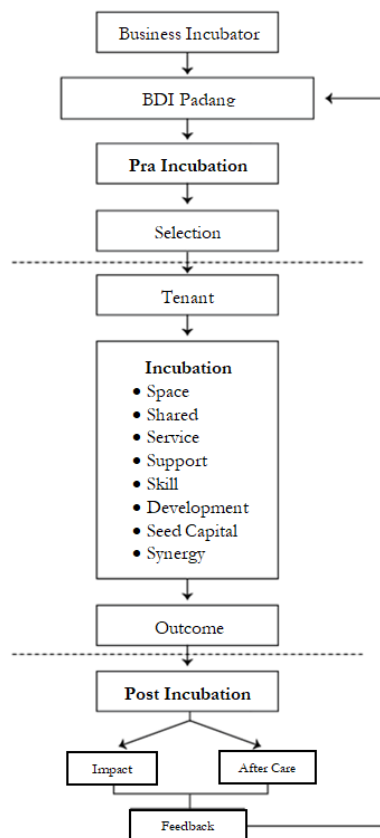 Business Incubator
BDI Padang
Pra Incubation
Selection
Tenant
Incubation
• Space
• Shared
• Service
• Support
• Skill
• Development
• Seed Capital
• Synergy
Outcome
Post Incubation
Impact
After Care
Feedback